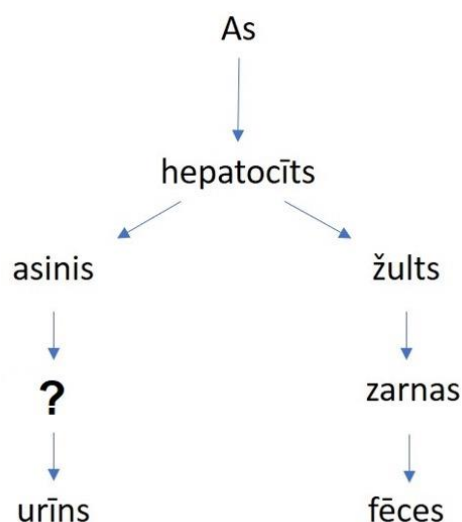 As
hepatocīts
asinis žults
? zarnas
urīns fēces